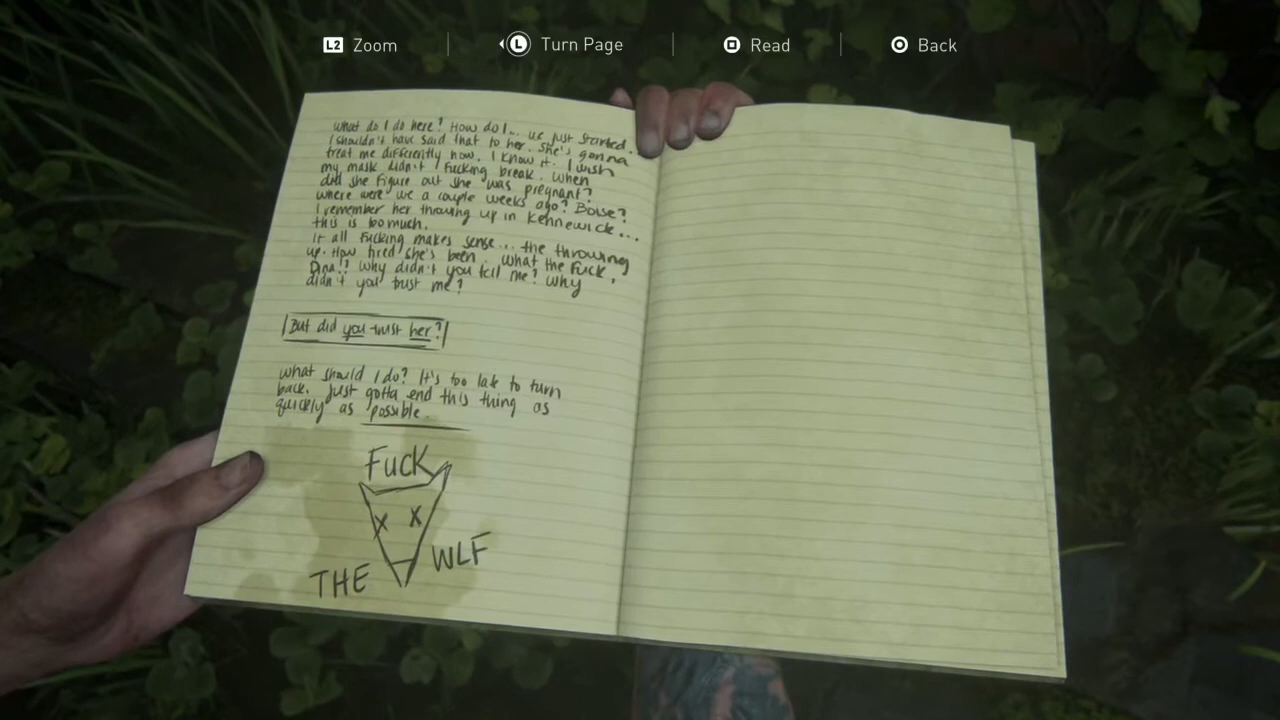 L2 Zoom
L Turn Page
Read
Back
What do I do here? How do I... we just started.
I shouldn't have said that to her. She's gonna
treat me differently now. I know it. I wish
my mask didn't fucking break. When
did she figure out she was pregnant?
Where were we a couple weeks ago? Boise?
I remember her throwing up in Kennewick...
this is too much.
It all fucking makes sense... the throwing
up. How tired she's been. What the fuck,
Dina!? Why didn't you tell me? Why
didn't you trust me?
But did you trust her?
What should I do? It's too late to turn
back. Just gotta end this thing as
quickly as possible.
FUCK
THE
WLF